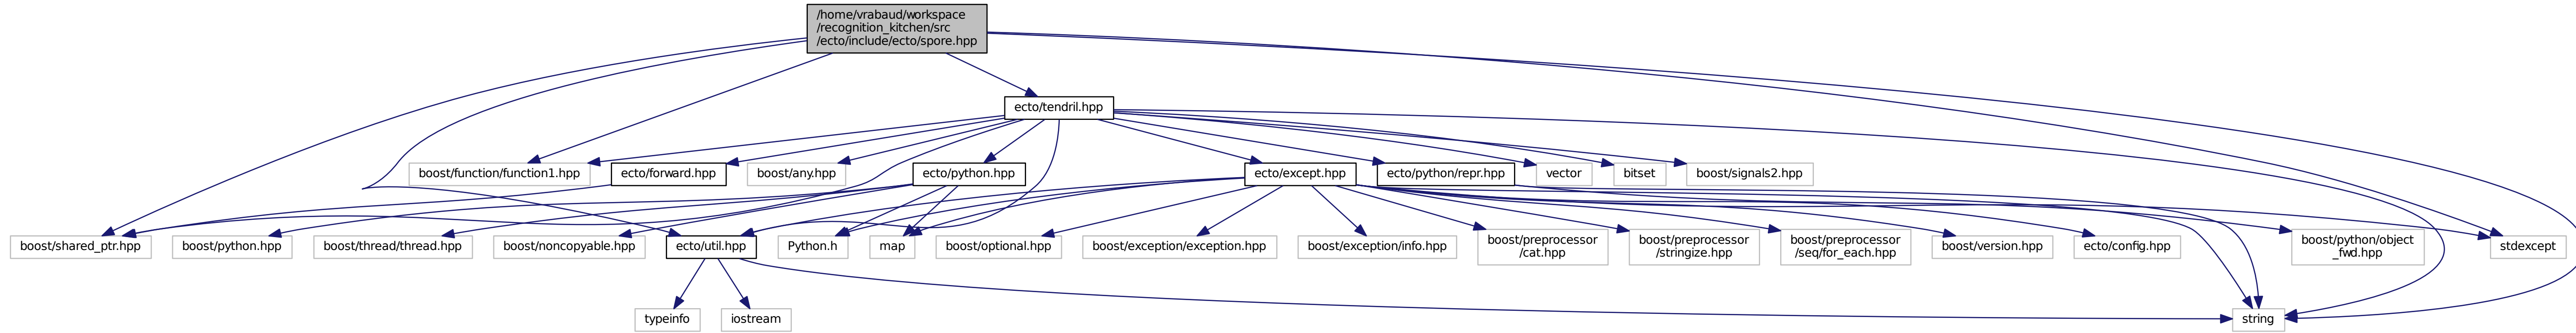 /home/vrabaud/workspace
/recognition_kitchen/src
/ecto/include/ecto/spore.hpp
ecto/tendril.hpp
boost/function/function1.hpp
ecto/forward.hpp
boost/any.hpp
ecto/python.hpp
ecto/except.hpp
ecto/python/repr.hpp
vector
bitset
boost/signals2.hpp
boost/shared_ptr.hpp
boost/python.hpp
boost/thread/thread.hpp
boost/noncopyable.hpp
ecto/util.hpp
Python.h
map
boost/optional.hpp
boost/exception/exception.hpp
boost/exception/info.hpp
boost/preprocessor
/cat.hpp
boost/preprocessor
/stringize.hpp
boost/preprocessor
/seq/for_each.hpp
boost/version.hpp
ecto/config.hpp
boost/python/object
_fwd.hpp
stdexcept
typeinfo
iostream
string